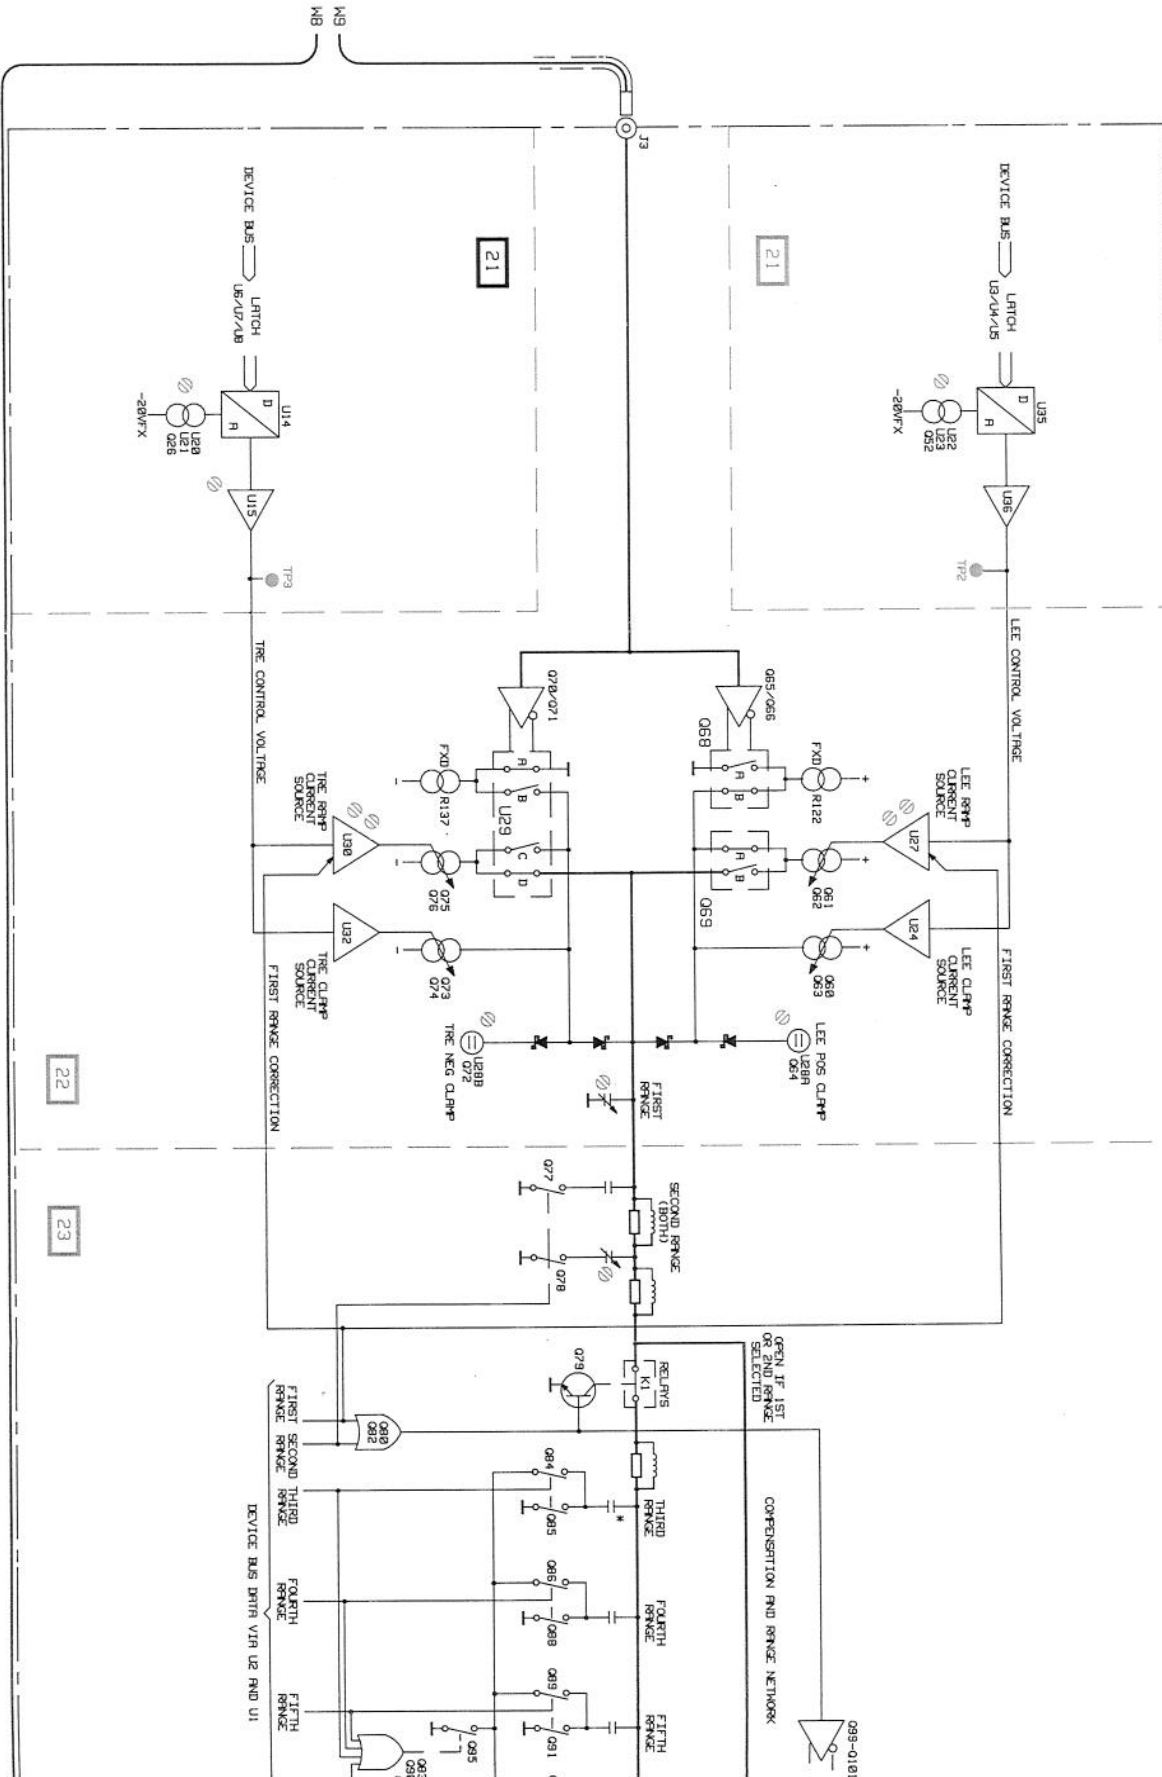 W8
W9
J3
21
21
DEVICE BUS
LATCH
U3/U4/U5
D
A
U35
U22
U23
Q52
-20VFX
U36
TP2
LEE CONTROL VOLTAGE
DEVICE BUS
LATCH
U6/U7/U8
D
A
U14
U20
U21
Q26
-20VFX
U15
TP3
TRE CONTROL VOLTAGE
Q65/Q66
Q68
A
B
FXD
R122
+
LEE RAMP
CURRENT
SOURCE
U27
+
Q61
Q62
A
B
Q69
U24
+
Q60
Q63
LEE CLAMP
CURRENT
SOURCE
FIRST RANGE CORRECTION
U28A
Q64
LEE POS CLAMP
Q70/Q71
A
B
FXD
R137
-
U29
C
D
TRE RAMP
CURRENT
SOURCE
U30
-
Q75
Q76
U32
-
Q73
Q74
TRE CLAMP
CURRENT
SOURCE
FIRST RANGE CORRECTION
U28B
Q72
TRE NEG CLAMP
FIRST
RANGE
22
23
SECOND RANGE
(BOTH)
Q77
Q78
OPEN IF 1ST
OR 2ND RANGE
SELECTED
RELAYS
K1
Q79
Q80
Q82
FIRST
RANGE
SECOND
RANGE
THIRD
RANGE
FOURTH
RANGE
FIFTH
RANGE
DEVICE BUS DATA VIA U2 AND U1
COMPENSATION AND RANGE NETWORK
THIRD
RANGE
*
Q84
Q85
FOURTH
RANGE
Q86
Q88
FIFTH
RANGE
Q89
Q91
Q95
Q99-Q101